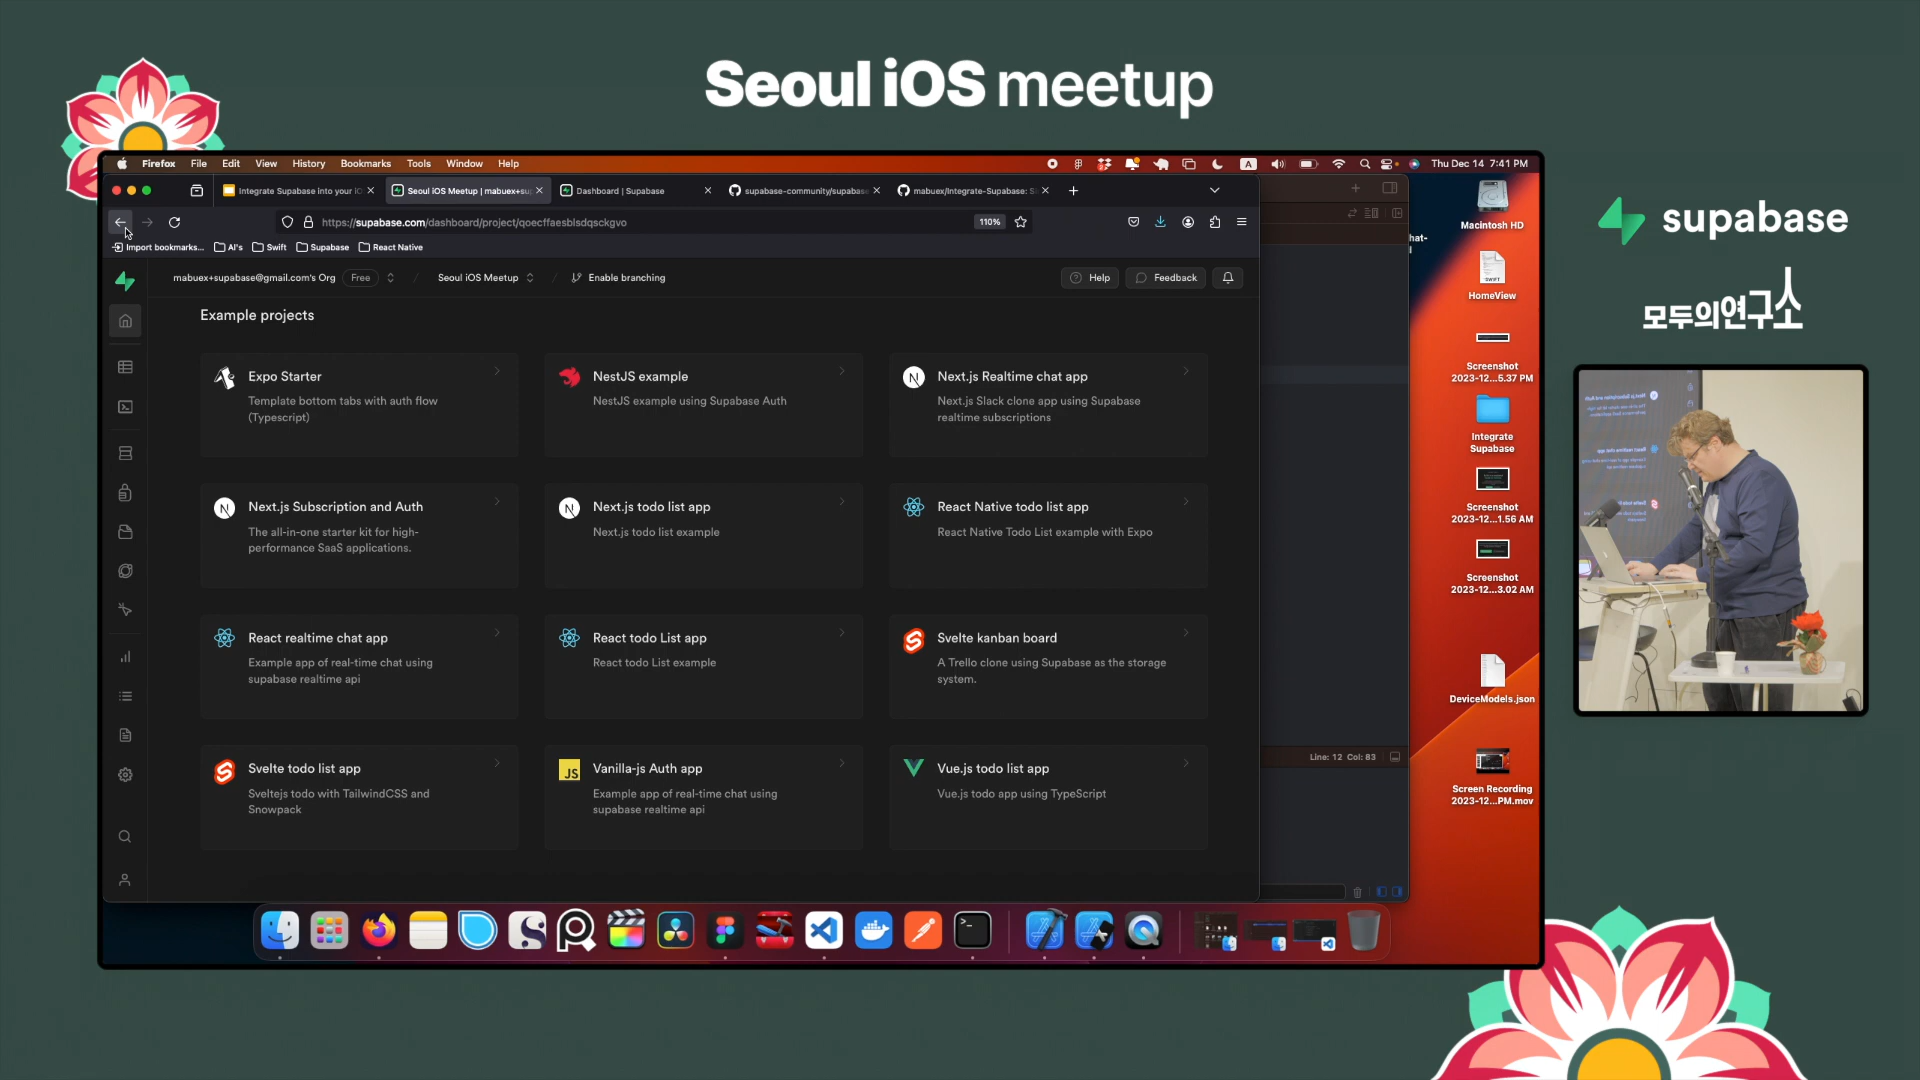 Seoul iOS meetup
Firefox File Edit View History Bookmarks Tools Window Help
A
Thu Dec 14 7:41 PM
Integrate Supabase into your iO
Seoul iOS Meetup | mabuex+su
Dashboard | Supabase
supabase-community/supabase
mabuex/Integrate-Supabase: S
https://supabase.com/dashboard/project/qoecffaesblsdqsckgvo
110%
Import bookmarks... AI's Swift Supabase React Native
mabuex+supabase@gmail.com's Org Free / Seoul iOS Meetup / Enable branching
Help Feedback
Example projects
Expo Starter
Template bottom tabs with auth flow
(Typescript)
NestJS example
NestJS example using Supabase Auth
N
Next.js Realtime chat app
Next.js Slack clone app using Supabase
realtime subscriptions
N
Next.js Subscription and Auth
The all-in-one starter kit for high-
performance SaaS applications.
N
Next.js todo list app
Next.js todo list example
React Native todo list app
React Native Todo List example with Expo
React realtime chat app
Example app of real-time chat using
supabase realtime api
React todo List app
React todo List example
Svelte kanban board
A Trello clone using Supabase as the storage
system.
Svelte todo list app
Sveltejs todo with TailwindCSS and
Snowpack
JS
Vanilla-js Auth app
Example app of real-time chat using
supabase realtime api
Vue.js todo list app
Vue.js todo app using TypeScript
hat-
Line: 12 Col: 83
Macintosh HD
SWIFT
HomeView
Screenshot
2023-12...5.37 PM
Integrate
Supabase
Screenshot
2023-12...1.56 AM
Screenshot
2023-12...3.02 AM
DeviceModels.json
Screen Recording
2023-12...PM.mov
supabase
모두의연구소